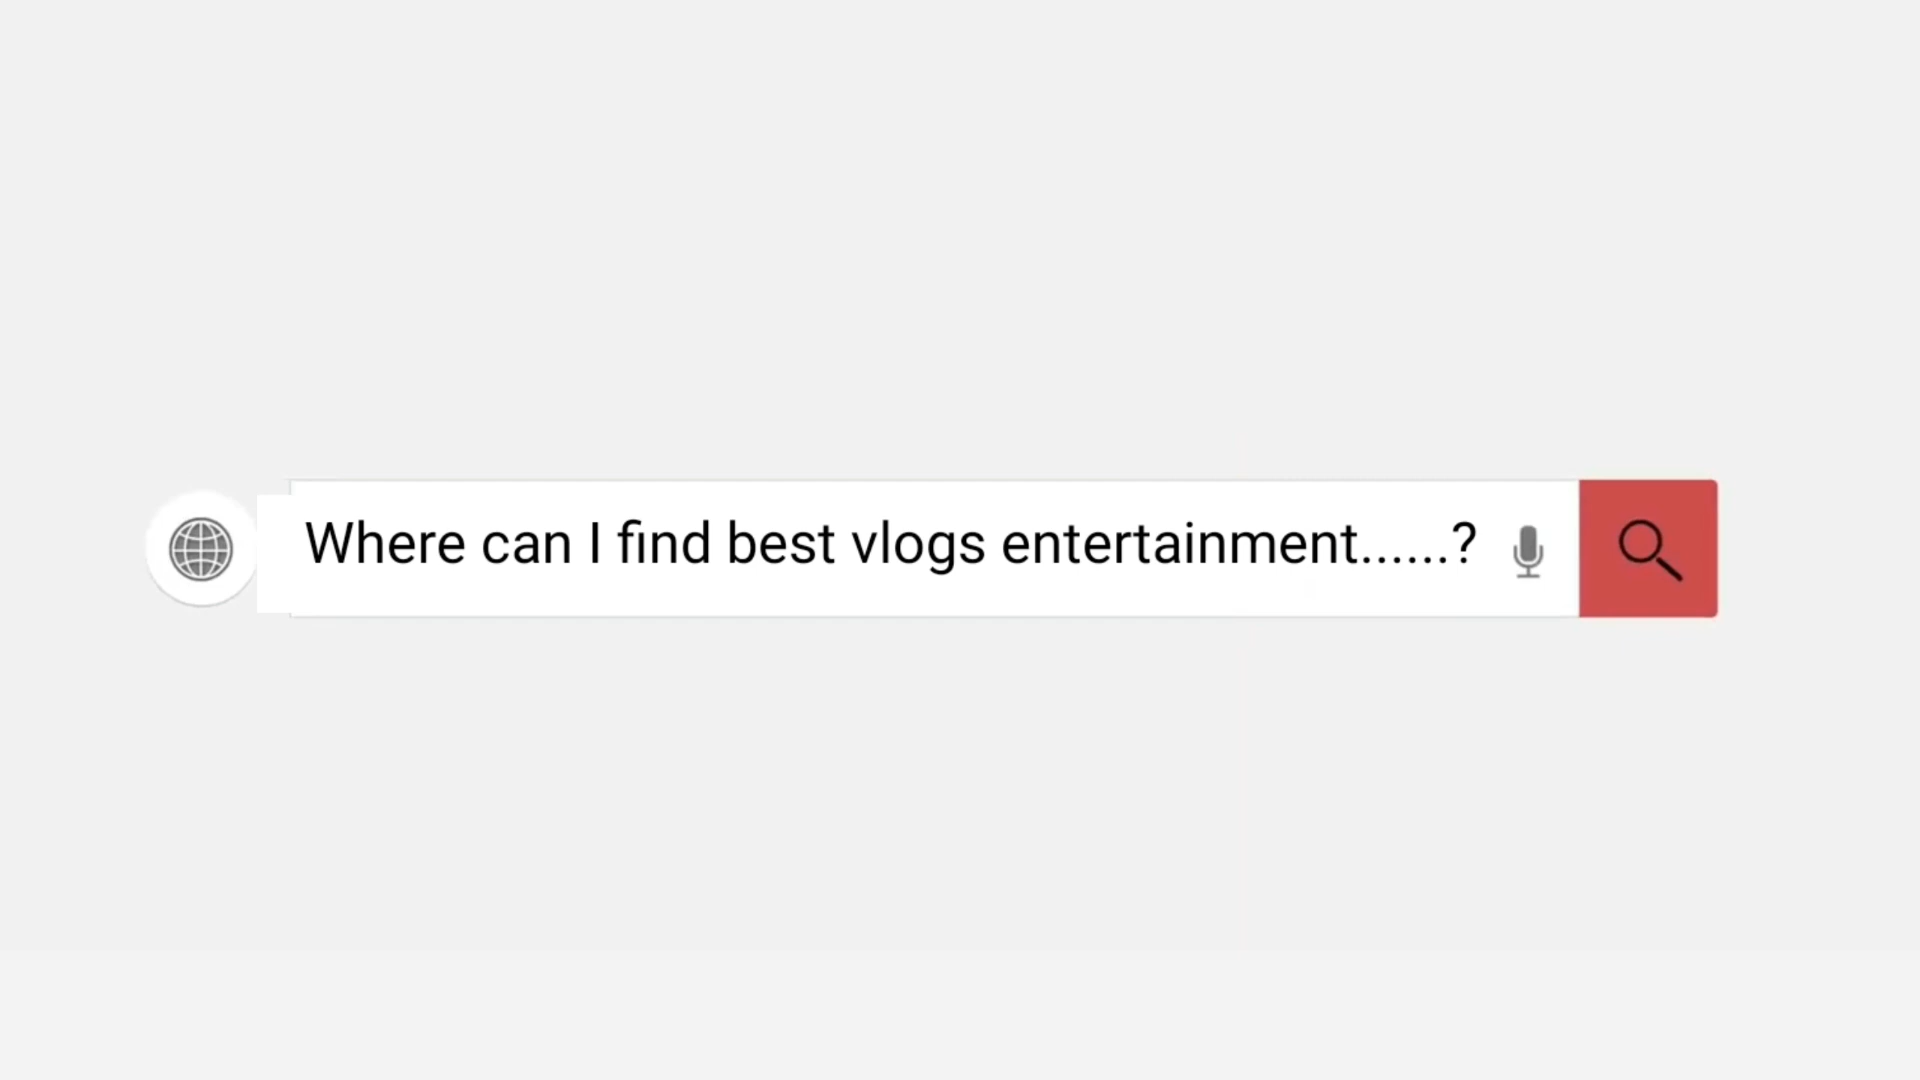 Where can I find best vlogs entertainment......?